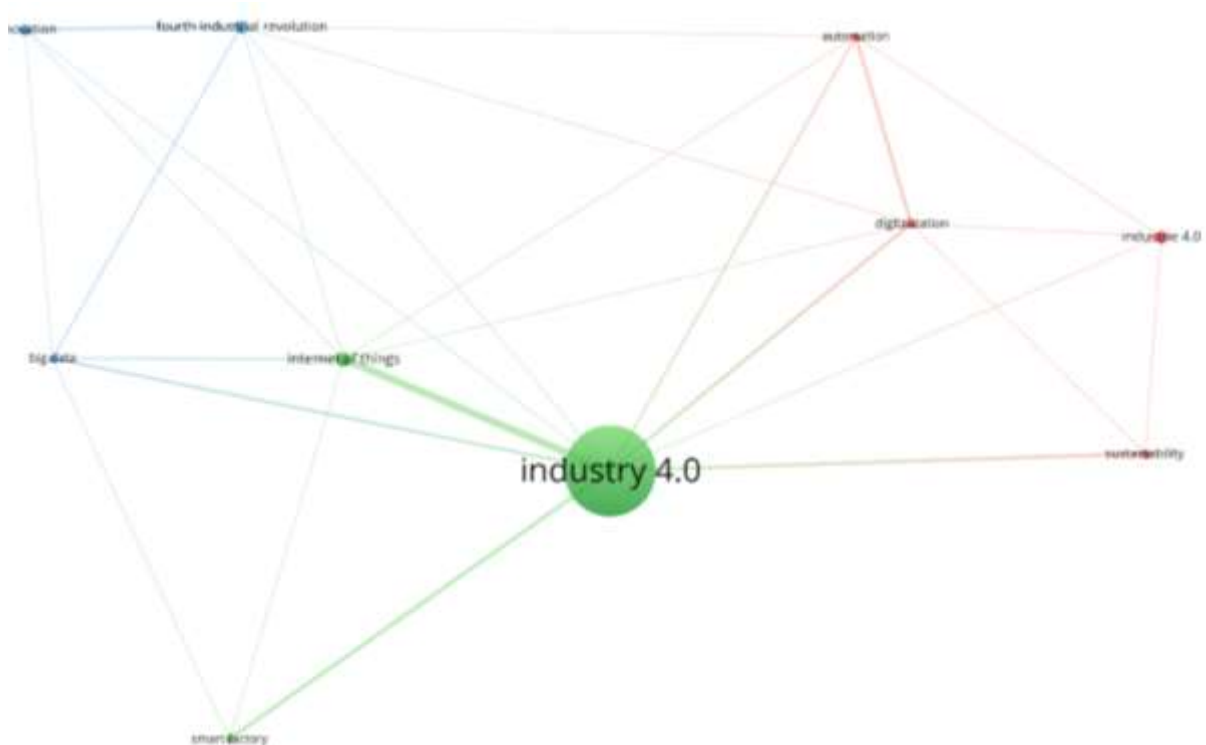 fourth industrial revolution
automation
digitalization
industrie 4.0
big data
internet of things
industry 4.0
sustainability
smart factory